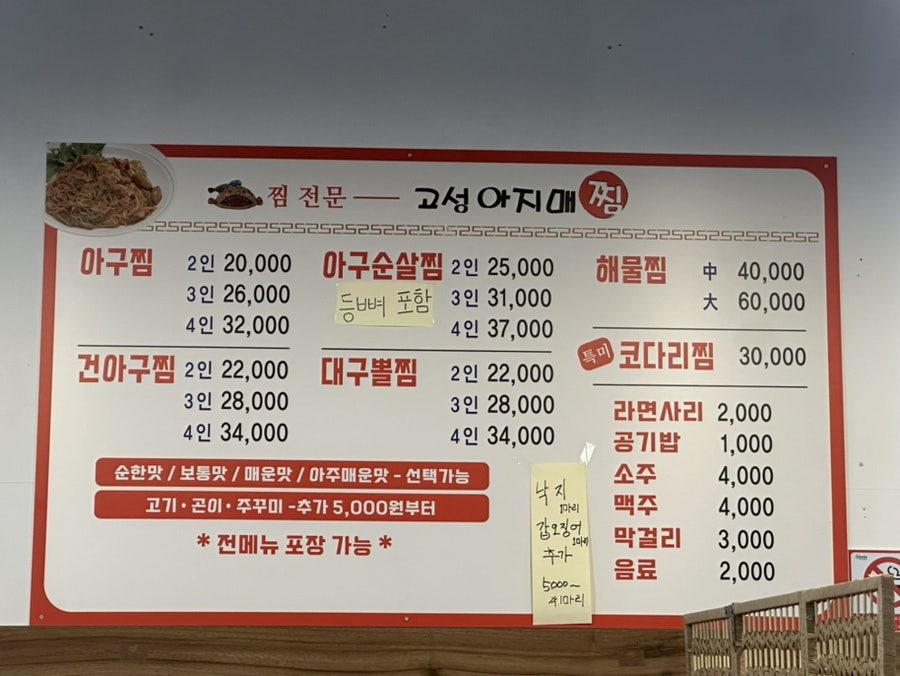 찜 전문 고성아지매찜
아구찜 2인 20,000
3인 26,000
4인 32,000
건아구찜 2인 22,000
3인 28,000
4인 34,000
아구순살찜 2인 25,000
등뼈 포함 3인 31,000
4인 37,000
대구뽈찜 2인 22,000
3인 28,000
4인 34,000
해물찜 中 40,000
大 60,000
특미 코다리찜 30,000
라면사리 2,000
공기밥 1,000
소주 4,000
맥주 4,000
막걸리 3,000
음료 2,000
순한맛 / 보통맛 / 매운맛 / 아주매운맛 - 선택가능
고기 · 곤이 · 주꾸미 -추가 5,000원부터
* 전메뉴 포장 가능 *
낙지
1마리
갑오징어
1마리
추가
5000~